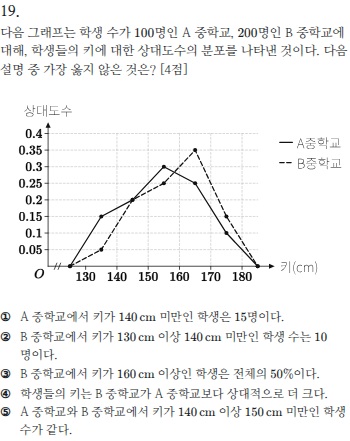 19.
다음 그래프는 학생 수가 100명인 A 중학교, 200명인 B 중학교에
대해, 학생들의 키에 대한 상대도수의 분포를 나타낸 것이다. 다음
설명 중 가장 옳지 않은 것은? [4점]
상대도수
0.4
0.35
0.3
0.25
0.2
0.15
0.1
0.05
O
130 140 150 160 170 180 키(cm)
A중학교
B중학교
① A 중학교에서 키가 140 cm 미만인 학생은 15명이다.
② B 중학교에서 키가 130 cm 이상 140 cm 미만인 학생 수는 10
명이다.
③ B 중학교에서 키가 160 cm 이상인 학생은 전체의 50%이다.
④ 학생들의 키는 B 중학교가 A 중학교보다 상대적으로 더 크다.
⑤ A 중학교와 B 중학교에서 키가 140 cm 이상 150 cm 미만인 학생
수가 같다.